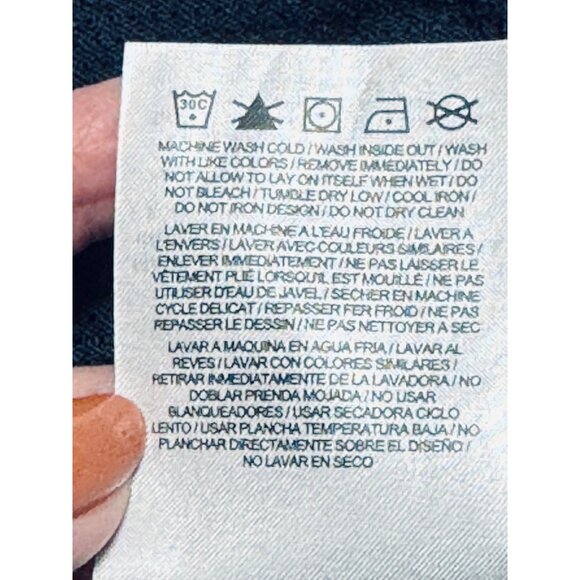 30C
MACHINE WASH COLD / WASH INSIDE OUT / WASH
WITH LIKE COLORS / REMOVE IMMEDIATELY / DO
NOT ALLOW TO LAY ON ITSELF WHEN WET / DO
NOT BLEACH / TUMBLE DRY LOW / COOL IRON /
DO NOT IRON DESIGN / DO NOT DRY CLEAN
LAVER EN MACHINE A L'EAU FROIDE / LAVER A
L'ENVERS / LAVER AVEC COULEURS SIMILAIRES /
ENLEVER IMMEDIATEMENT / NE PAS LAISSER LE
VÊTEMENT PLIÉ LORSQU'IL EST MOUILLÉ / NE PAS
UTILISER D'EAU DE JAVEL / SECHER EN MACHINE
CYCLE DELICAT / REPASSER FER FROID / NE PAS
REPASSER LE DESSIN / NE PAS NETTOYER A SEC
LAVAR A MAQUINA EN AGUA FRIA / LAVAR AL
REVES / LAVAR CON COLORES SIMILARES /
RETIRAR INMEDIATAMENTE DE LA LAVADORA / NO
DOBLAR PRENDA MOJADA / NO USAR
BLANQUEADORES / USAR SECADORA CICLO
LENTO / USAR PLANCHA TEMPERATURA BAJA / NO
PLANCHAR DIRECTAMENTE SOBRE EL DISEÑO /
NO LAVAR EN SECO